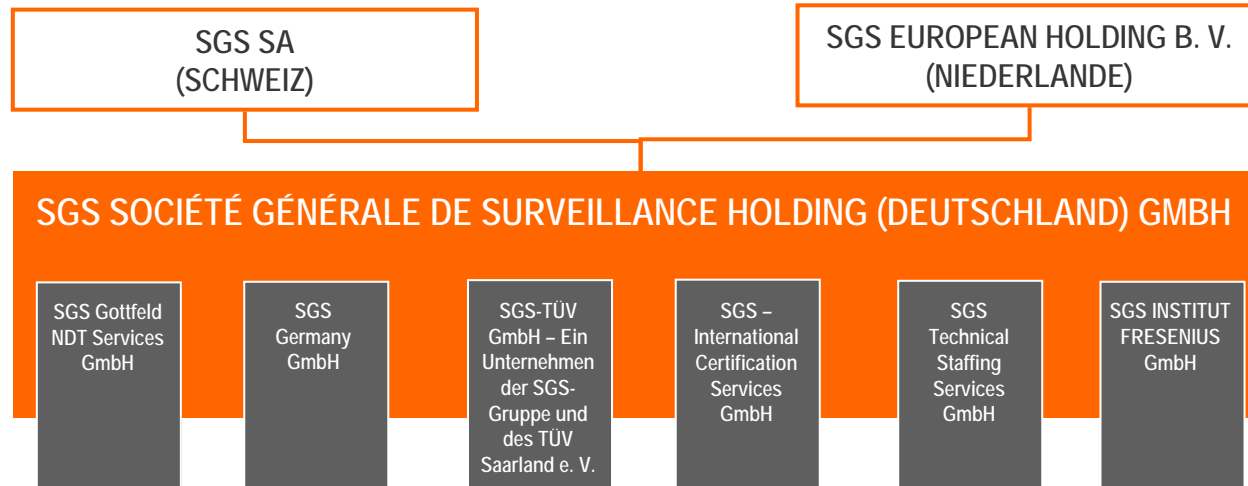 SGS SA
(SCHWEIZ)
SGS EUROPEAN HOLDING B. V.
(NIEDERLANDE)
SGS SOCIÉTÉ GÉNÉRALE DE SURVEILLANCE HOLDING (DEUTSCHLAND) GMBH
SGS Gottfeld
NDT Services
GmbH
SGS
Germany
GmbH
SGS-TÜV
GmbH – Ein
Unternehmen
der SGS-
Gruppe und
des TÜV
Saarland e. V.
SGS –
International
Certification
Services
GmbH
SGS
Technical
Staffing
Services
GmbH
SGS INSTITUT
FRESENIUS
GmbH